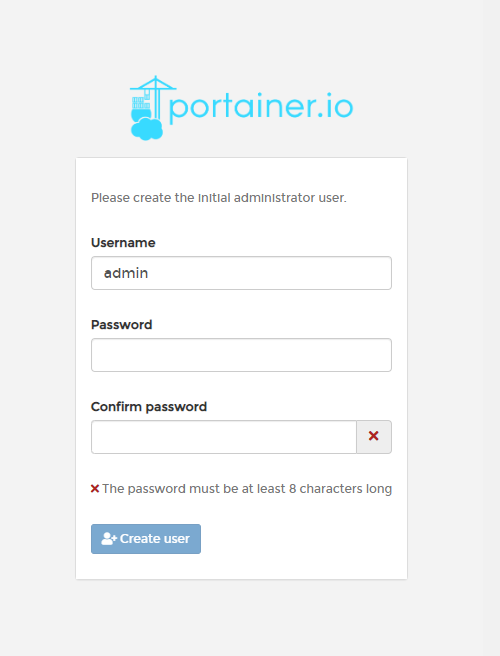 portainer.io
Please create the initial administrator user.
Username
admin
Password
Confirm password
The password must be at least 8 characters long
Create user